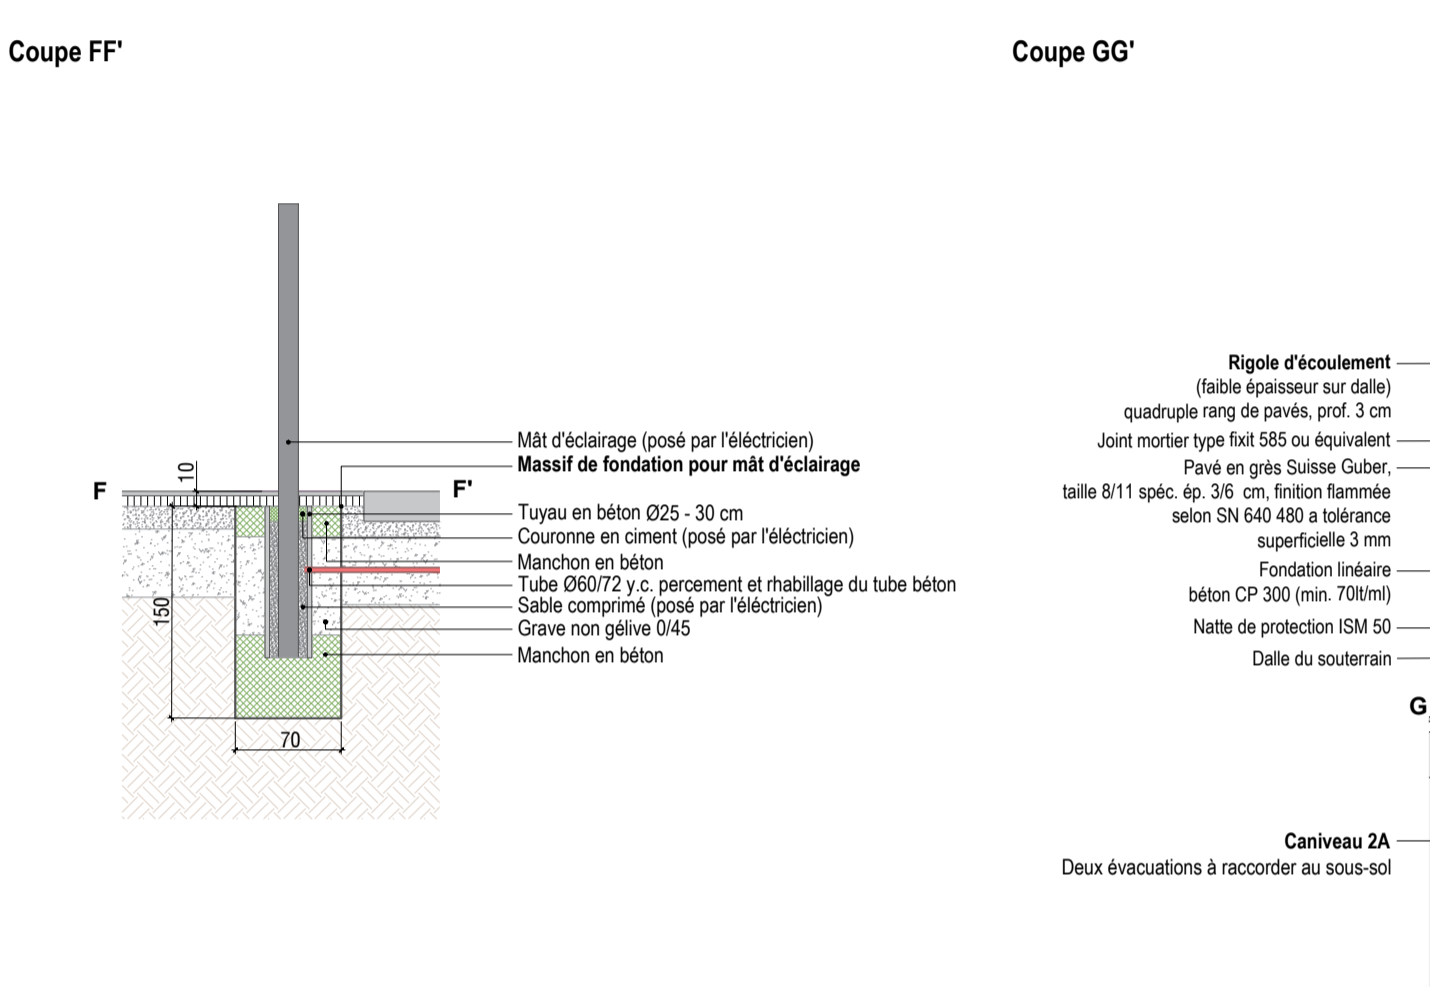 Coupe FF'
Mât d'éclairage (posé par l'éléctricien)
Massif de fondation pour mât d'éclairage
10
F
F'
Tuyau en béton Ø25 - 30 cm
Couronne en ciment (posé par l'éléctricien)
Manchon en béton
Tube Ø60/72 y.c. percement et rhabillage du tube béton
Sable comprimé (posé par l'éléctricien)
Grave non gélive 0/45
Manchon en béton
150
70
Coupe GG'
Rigole d'écoulement
(faible épaisseur sur dalle)
quadruple rang de pavés, prof. 3 cm
Joint mortier type fixit 585 ou équivalent
Pavé en grès Suisse Guber,
taille 8/11 spéc. ép. 3/6 cm, finition flammée
selon SN 640 480 a tolérance
superficielle 3 mm
Fondation linéaire
béton CP 300 (min. 70lt/ml)
Natte de protection ISM 50
Dalle du souterrain
G
Caniveau 2A
Deux évacuations à raccorder au sous-sol